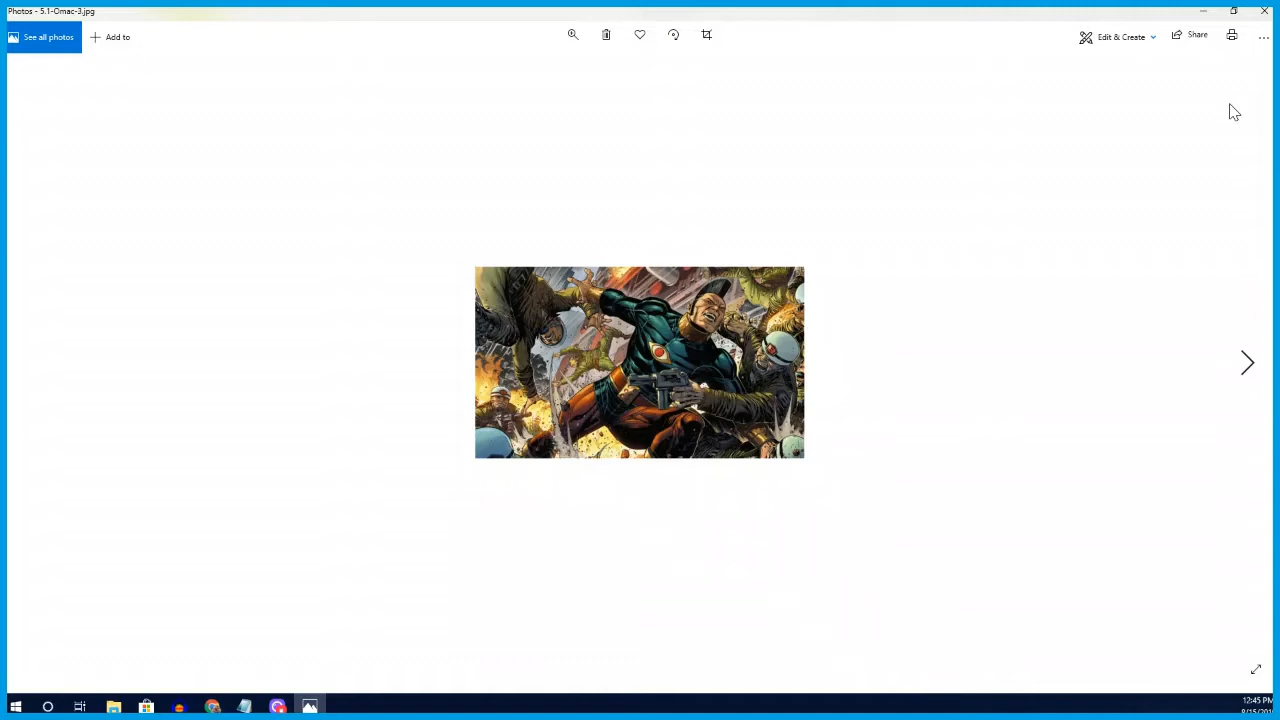 Photos - 5.1-Omac-3.jpg
See all photos
Add to
Edit & Create
Share
12:45 PM